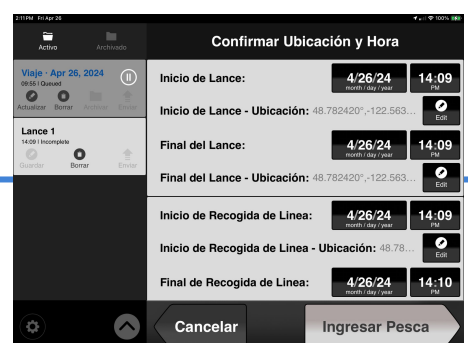 2:11 PM Fri Apr 26
100%
Activo
Archivado
Confirmar Ubicación y Hora
Viaje · Apr 26, 2024
09:56 | Queued
Actualizar Borrar Archivar Enviar
Lance 1
14:09 | Incomplete
Guardar Borrar Enviar
Inicio de Lance: 4/26/24 14:09
month / day / year PM
Inicio de Lance - Ubicación: 48.782420°,-122.563... Edit
Final del Lance: 4/26/24 14:09
month / day / year PM
Final del Lance - Ubicación: 48.782420°,-122.563... Edit
Inicio de Recogida de Linea: 4/26/24 14:09
month / day / year PM
Inicio de Recogida de Linea - Ubicación: 48.78... Edit
Final de Recogida de Linea: 4/26/24 14:10
month / day / year PM
Cancelar
Ingresar Pesca